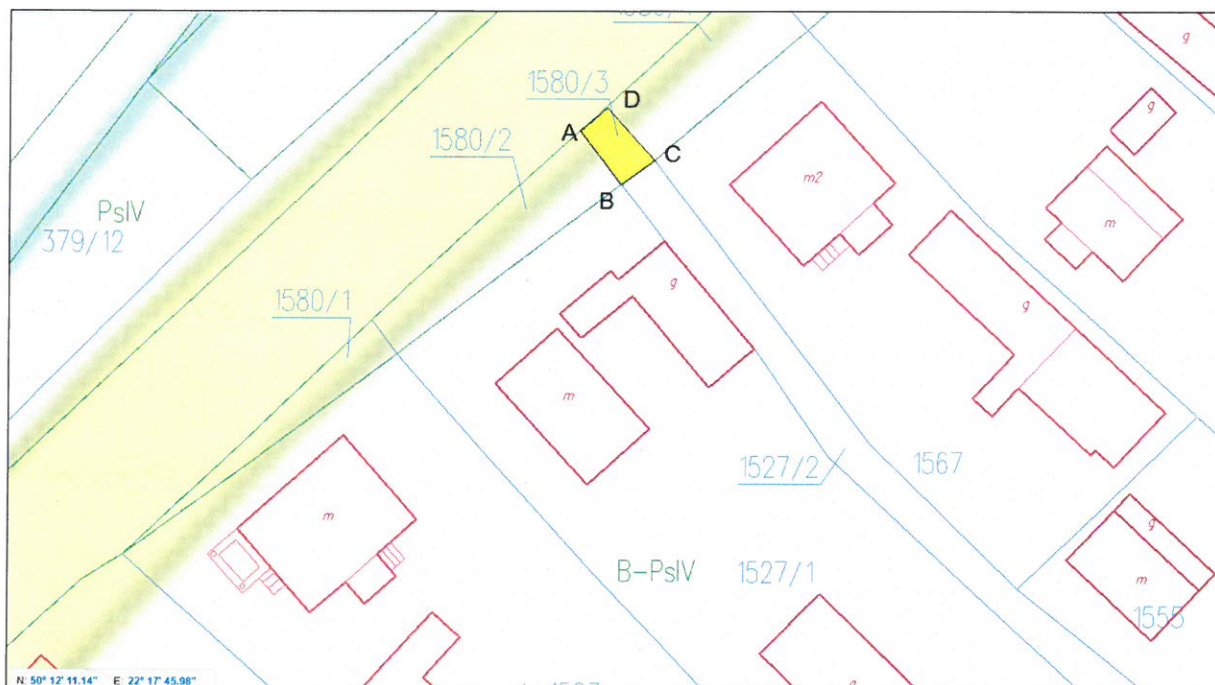 g
1580/3
D
A
g
1580/2
C
m2
B
PsIV
379/12
m
g
1580/1
g
m
1527/2
1567
m
g
B-PsIV
1527/1
m
1555
N: 50° 12' 11.14" E: 22° 17' 45.98"